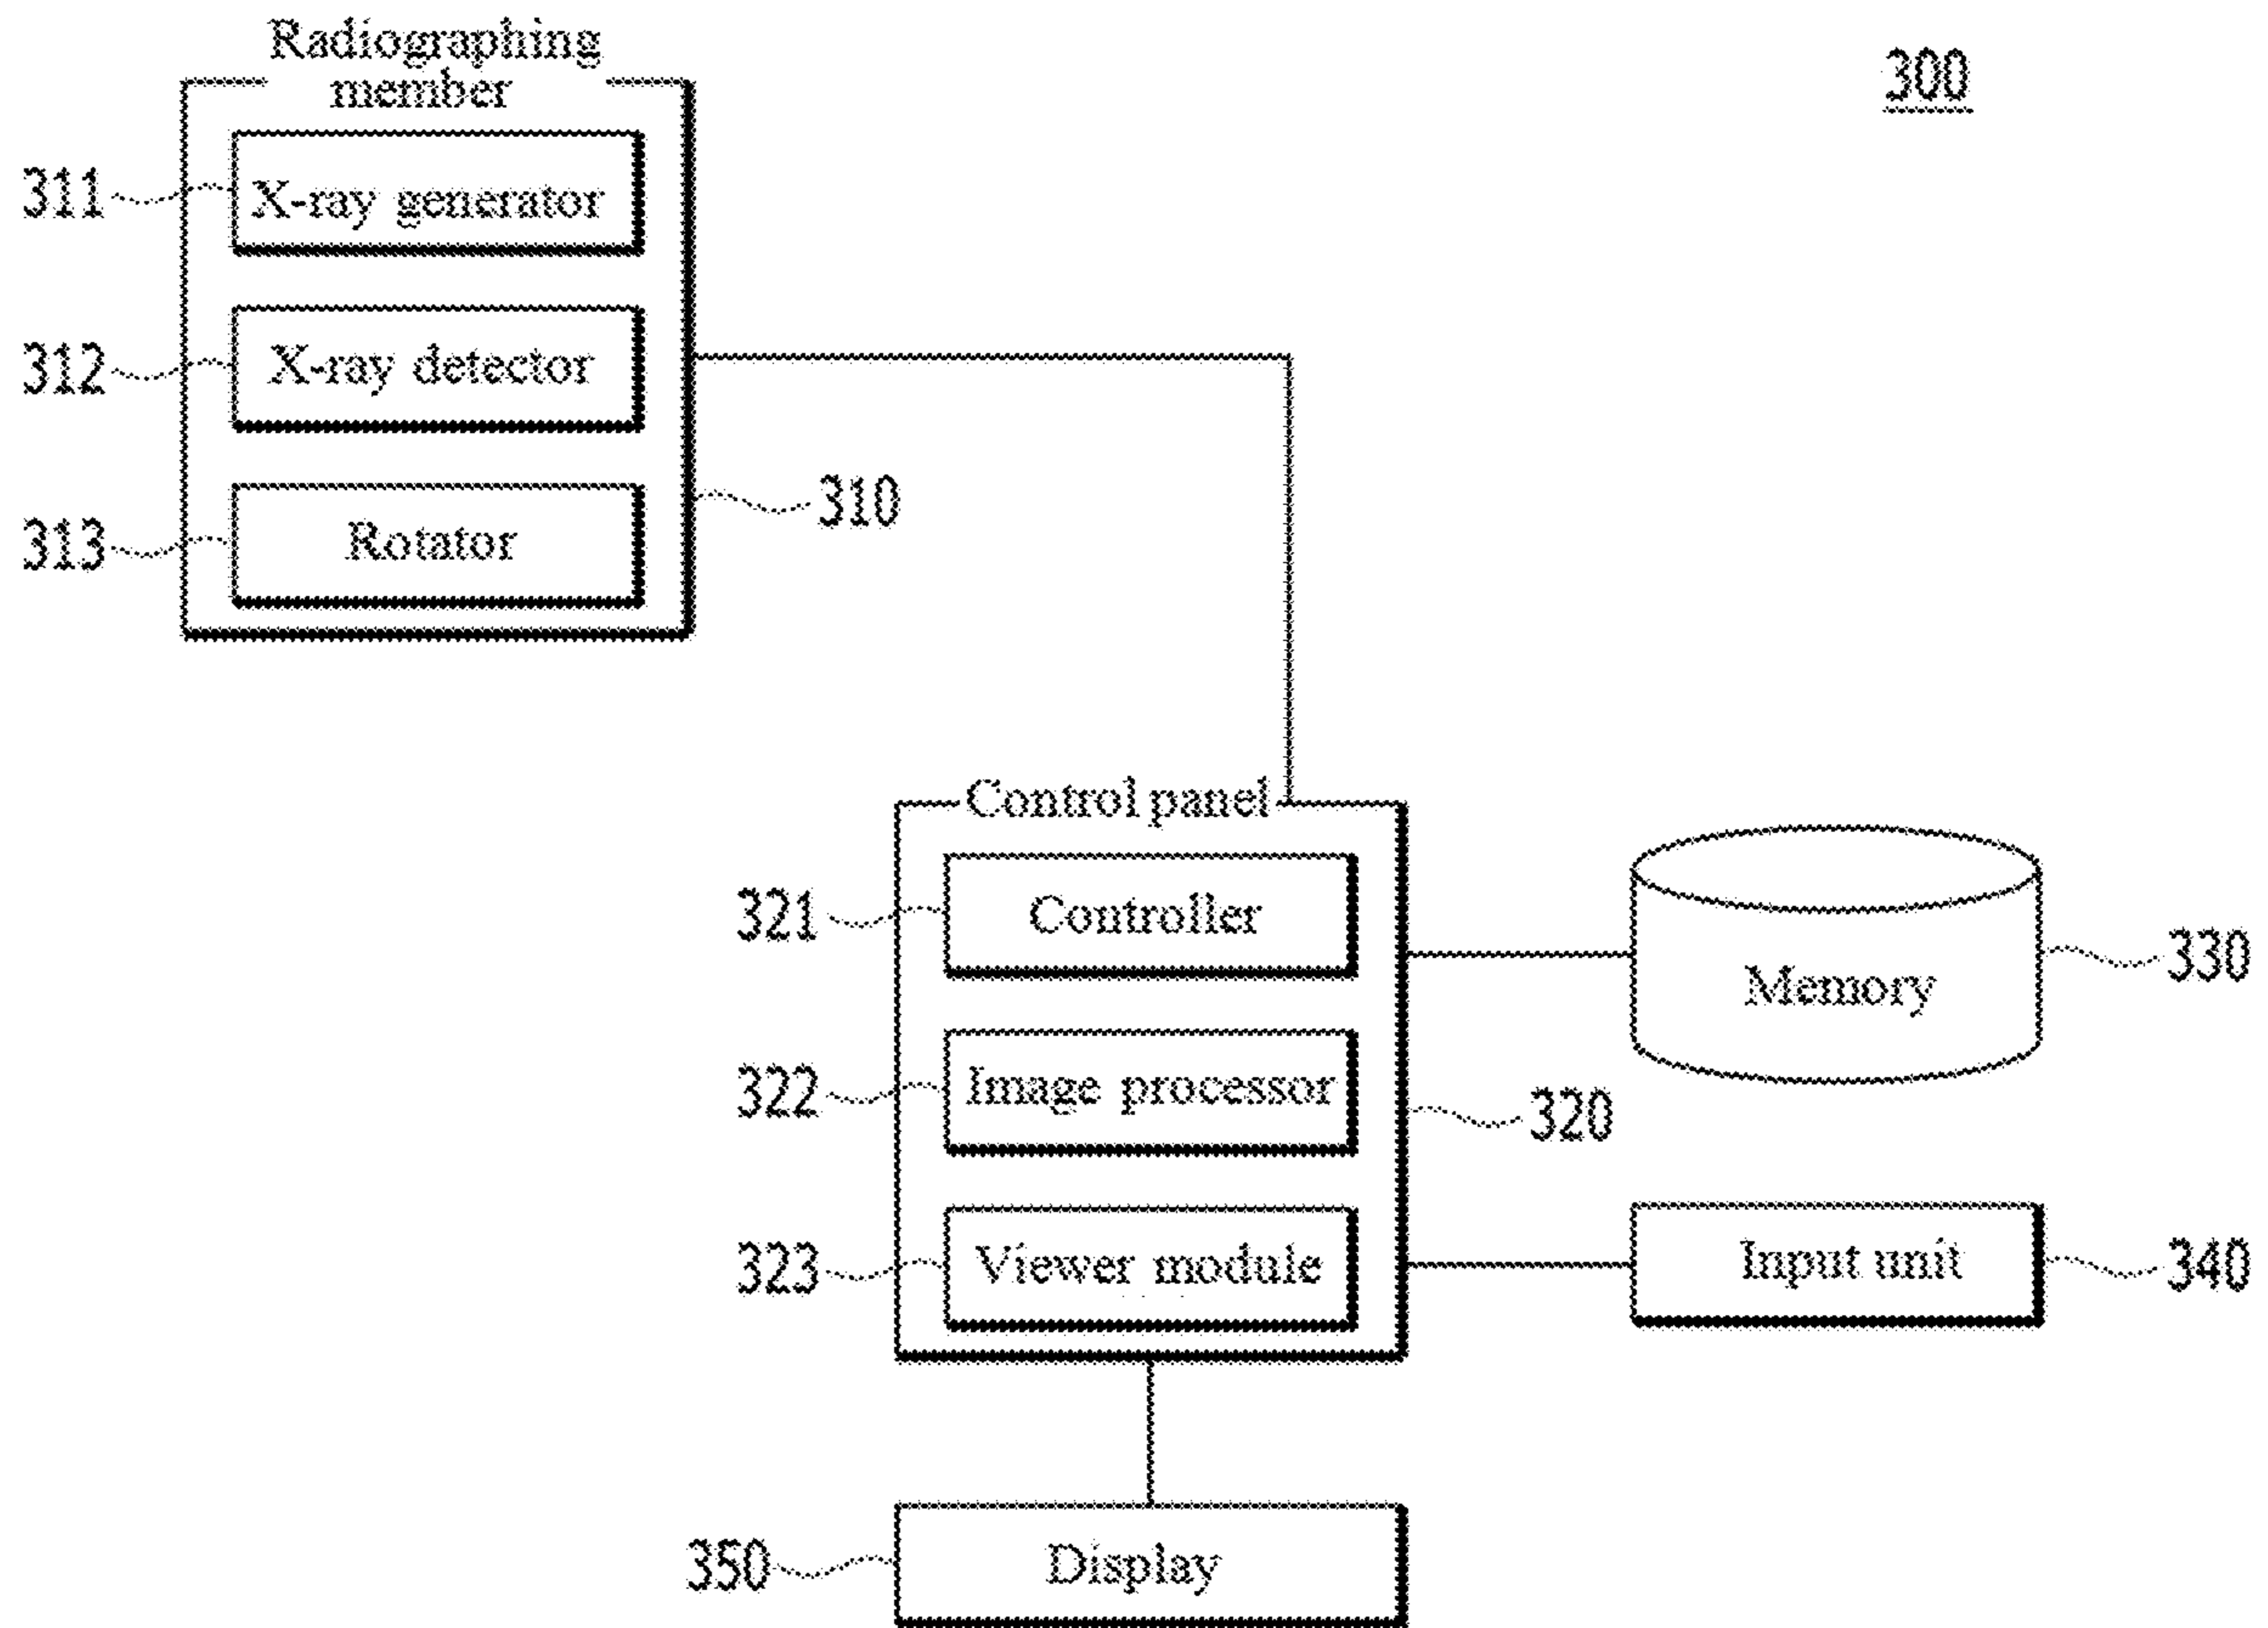 Radiographing
member
300
311
X-ray generator
312
X-ray detector
310
313
Rotator
Control panel
321
Controller
330
Memory
322
Image processor
320
323
Viewer module
Input unit
340
350
Display